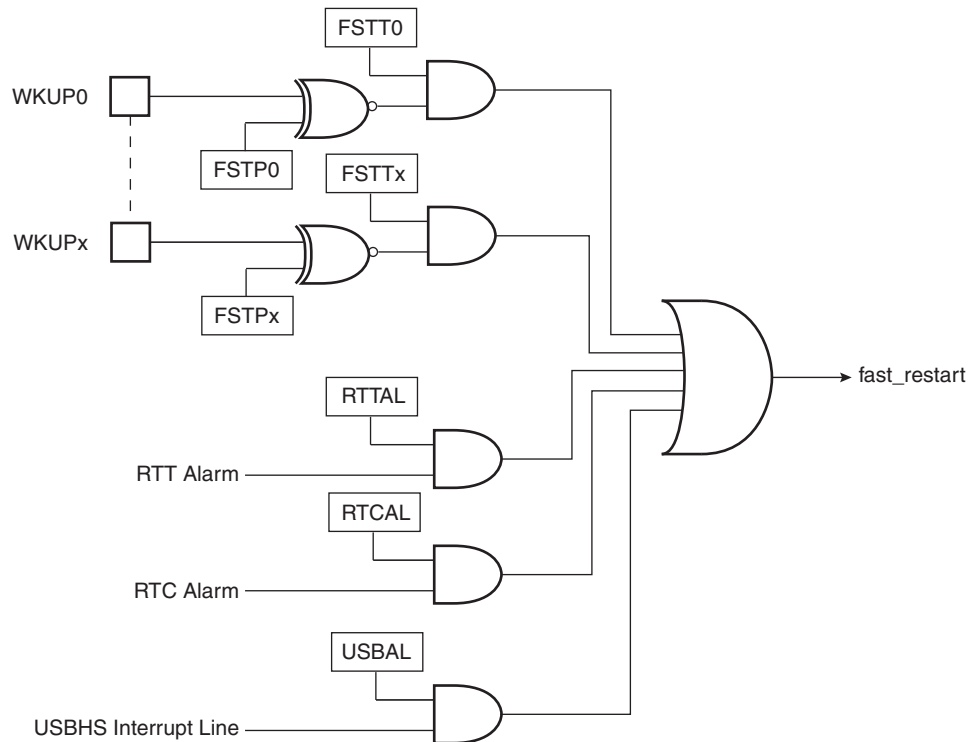 FSTT0
WKUP0
FSTP0
FSTTx
WKUPx
FSTPx
fast_restart
RTTAL
RTT Alarm
RTCAL
RTC Alarm
USBAL
USBHS Interrupt Line